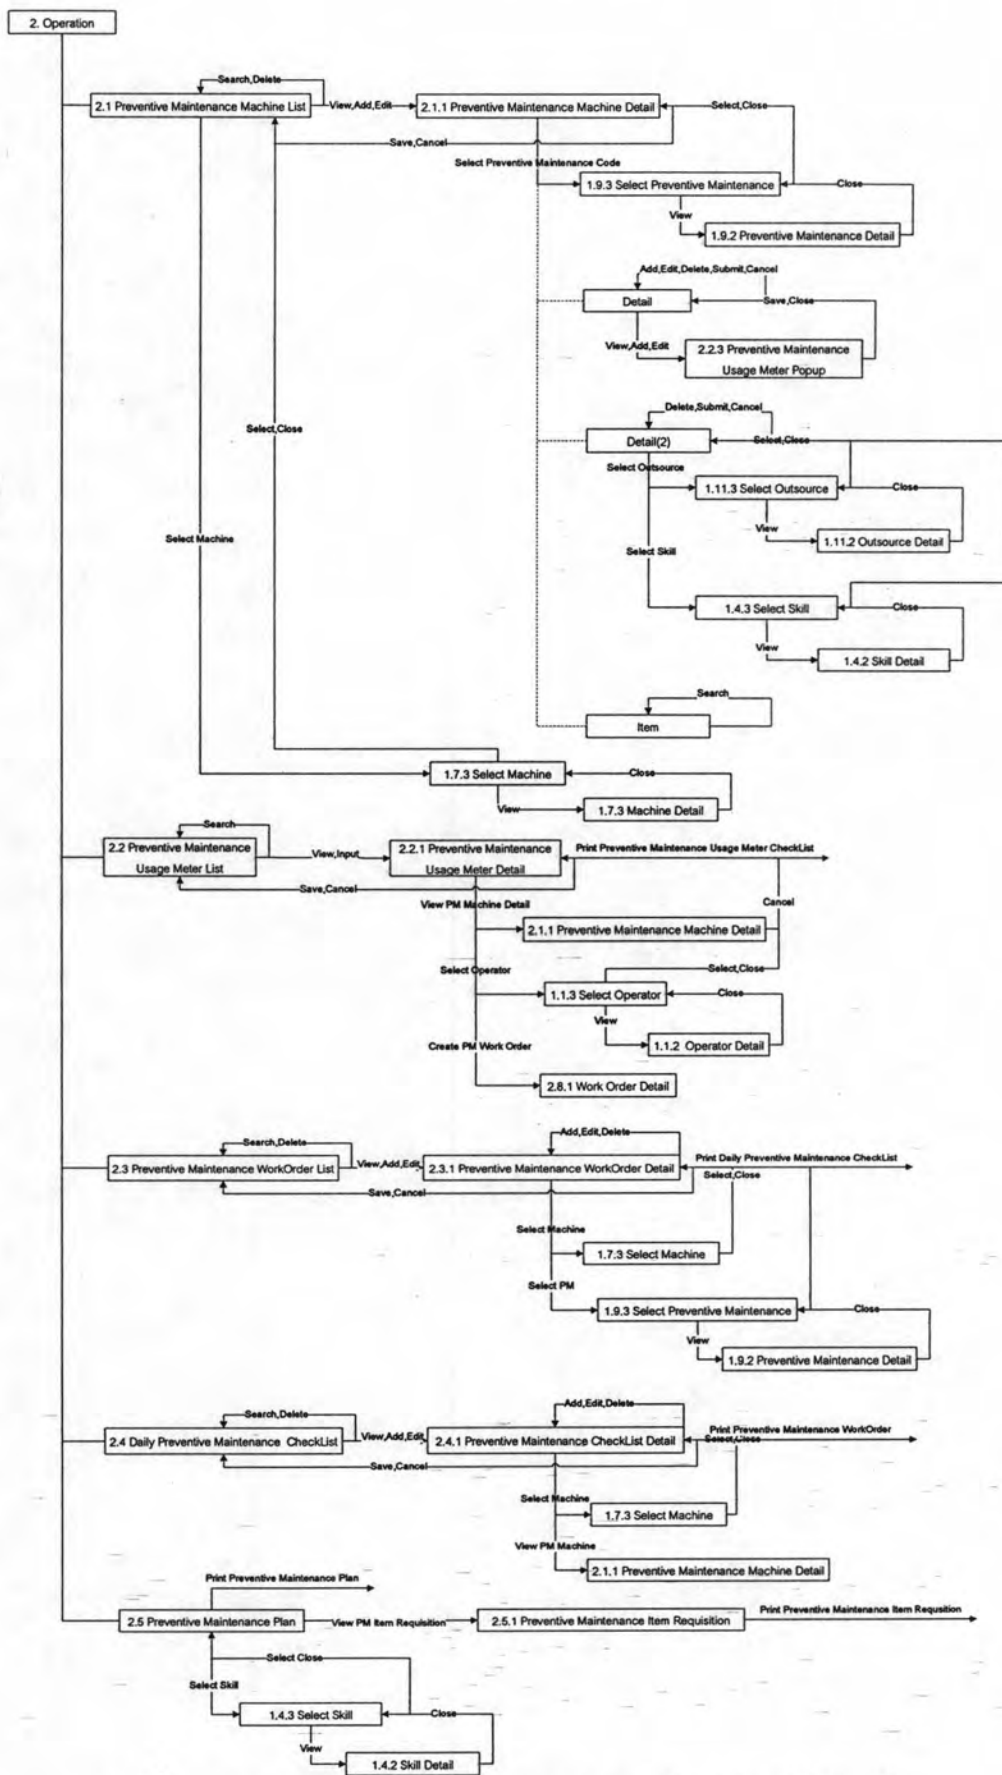 2. Operation
Search,Delete
2.1 Preventive Maintenance Machine List
View,Add,Edit
2.1.1 Preventive Maintenance Machine Detail
Select,Close
Save,Cancel
Select Preventive Maintenance Code
1.9.3 Select Preventive Maintenance
Close
View
1.9.2 Preventive Maintenance Detail
Add,Edit,Delete,Submit,Cancel
Detail
Save,Close
View,Add,Edit
2.2.3 Preventive Maintenance
Usage Meter Popup
Delete,Submit,Cancel
Select,Close
Detail(2)
Select,Close
Select Outsource
1.11.3 Select Outsource
Close
View
1.11.2 Outsource Detail
Select Machine
Select Skill
1.4.3 Select Skill
Close
View
1.4.2 Skill Detail
Search
Item
1.7.3 Select Machine
Close
View
1.7.3 Machine Detail
Search
2.2 Preventive Maintenance
Usage Meter List
View,Input
2.2.1 Preventive Maintenance
Usage Meter Detail
Print Preventive Maintenance Usage Meter CheckList
Save,Cancel
View PM Machine Detail
Cancel
2.1.1 Preventive Maintenance Machine Detail
Select Operator
Select,Close
1.1.3 Select Operator
Close
View
1.1.2 Operator Detail
Create PM Work Order
2.8.1 Work Order Detail
Search,Delete
Add,Edit,Delete
2.3 Preventive Maintenance WorkOrder List
View,Add,Edit
2.3.1 Preventive Maintenance WorkOrder Detail
Print Daily Preventive Maintenance CheckList
Select,Close
Save,Cancel
Select Machine
1.7.3 Select Machine
Select PM
1.9.3 Select Preventive Maintenance
Close
View
1.9.2 Preventive Maintenance Detail
Search,Delete
Add,Edit,Delete
2.4 Daily Preventive Maintenance CheckList
View,Add,Edit
2.4.1 Preventive Maintenance CheckList Detail
Print Preventive Maintenance WorkOrder
Select,Close
Save,Cancel
Select Machine
1.7.3 Select Machine
View PM Machine
2.1.1 Preventive Maintenance Machine Detail
Print Preventive Maintenance Plan
2.5 Preventive Maintenance Plan
View PM Item Requisition
2.5.1 Preventive Maintenance Item Requisition
Print Preventive Maintenance Item Requsition
Select Close
Select Skill
1.4.3 Select Skill
Close
View
1.4.2 Skill Detail